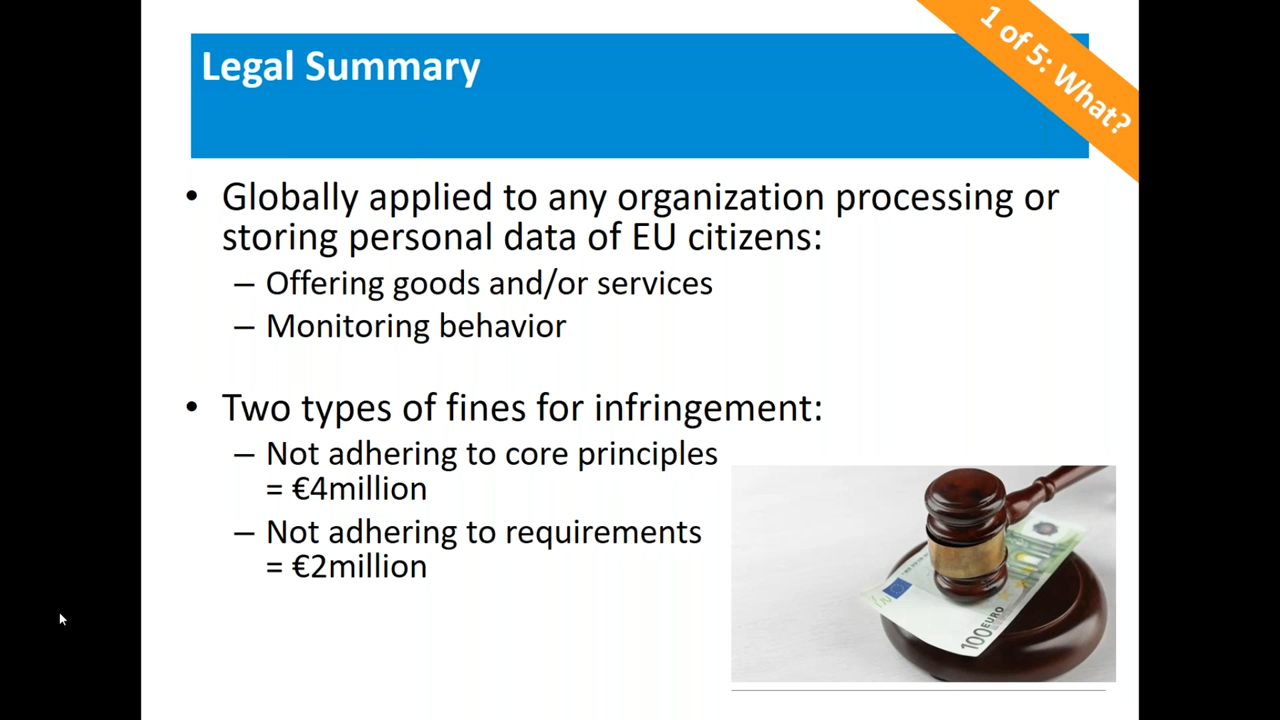 Legal Summary
1 of 5: What?
• Globally applied to any organization processing or
storing personal data of EU citizens:
– Offering goods and/or services
– Monitoring behavior
• Two types of fines for infringement:
– Not adhering to core principles
= €4million
– Not adhering to requirements
= €2million
100 EURO